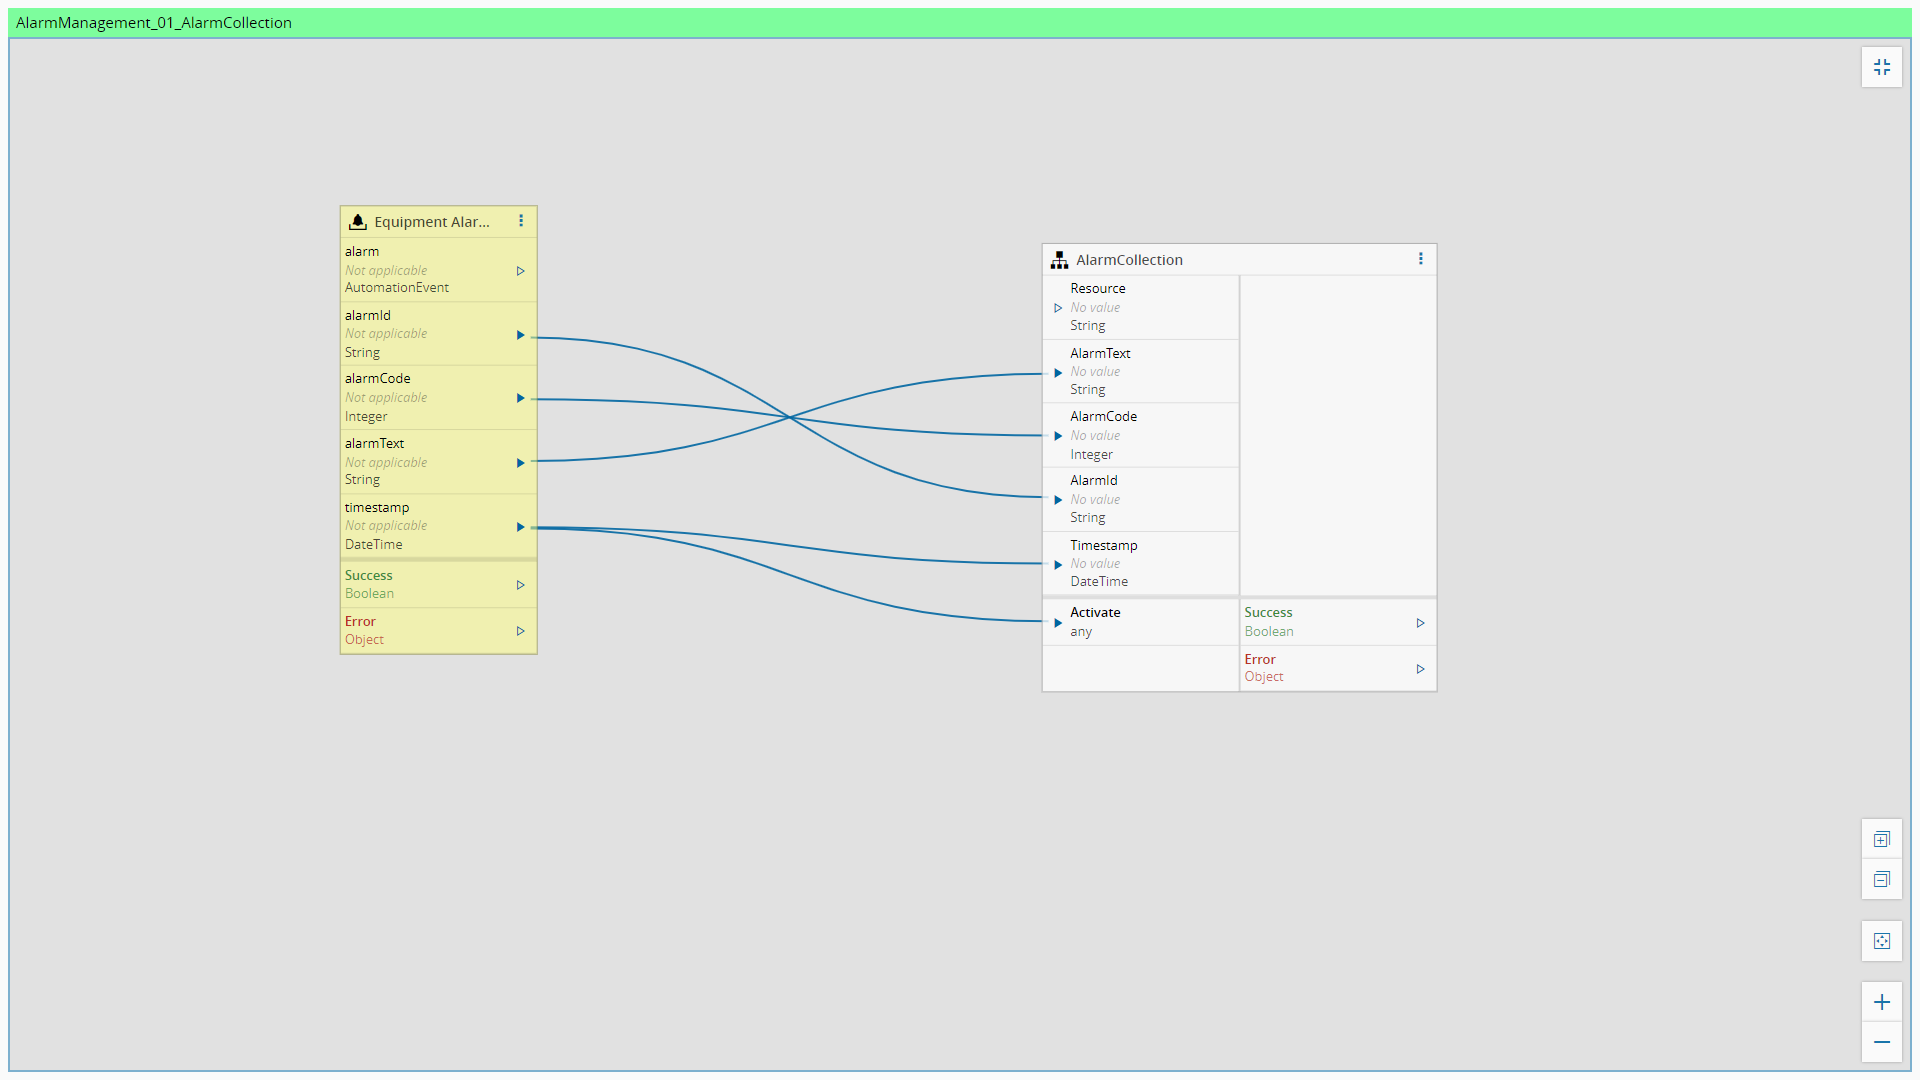 AlarmManagement_01_AlarmCollection
Equipment Alar...
alarm
Not applicable
AutomationEvent
alarmId
Not applicable
String
alarmCode
Not applicable
Integer
alarmText
Not applicable
String
timestamp
Not applicable
DateTime
Success
Boolean
Error
Object
AlarmCollection
Resource
No value
String
AlarmText
No value
String
AlarmCode
No value
Integer
AlarmId
No value
String
Timestamp
No value
DateTime
Activate
any
Success
Boolean
Error
Object